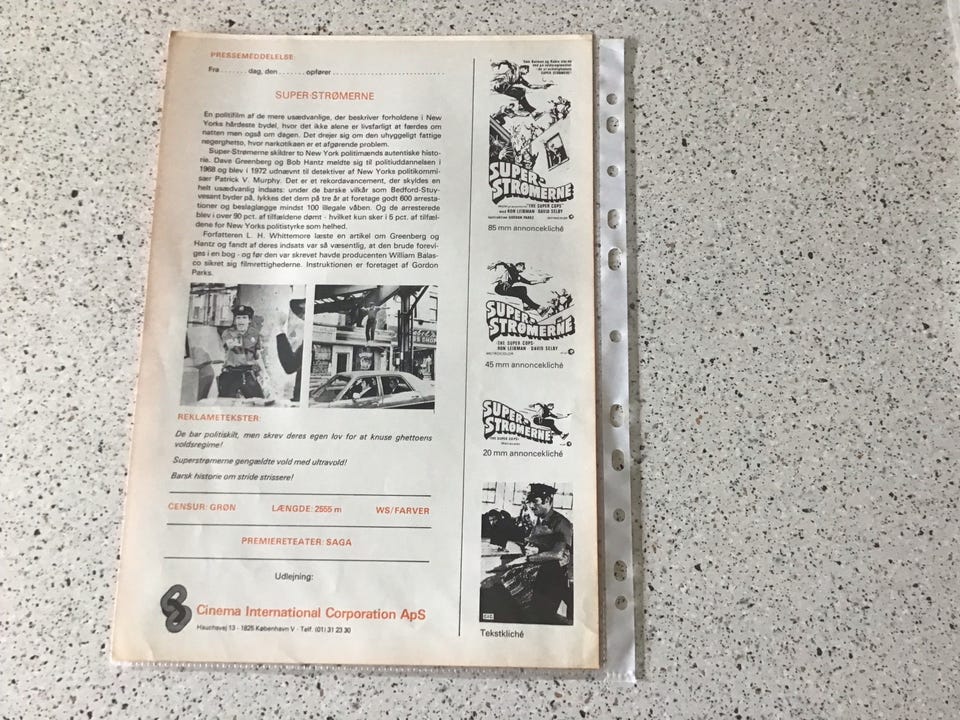 PRESSEMEDDELELSE:
Fra ....... dag, den ........ opfører ..............................
SUPER-STRØMERNE
En politifilm af de mere usædvanlige, der beskriver forholdene i New
Yorks hårdeste bydel, hvor det ikke alene er livsfarligt at færdes om
natten men også om dagen. Det drejer sig om den uhyggeligt fattige
negerghetto, hvor narkotikaen er et afgørende problem.
Super-Strømerne skildrer to New York politimænds autentiske histo-
rie. Dave Greenberg og Bob Hantz meldte sig til politiuddannelsen i
1968 og blev i 1972 udnævnt til detektiver af New Yorks politikommi-
sær Patrick V. Murphy. Det er et rekordavancement, der skyldes en
helt usædvanlig indsats: under de barske vilkår som Bedford-Stuy-
vesant byder på, lykkes det dem på tre år at foretage godt 600 arresta-
tioner og beslaglægge mindst 100 illegale våben. Og de arresterede
blev i over 90 pct. af tilfældene dømt - hvilket kun sker i 5 pct. af tilfæl-
dene for New Yorks politistyrke som helhed.
Forfatteren L. H. Whittemore læste en artikel om Greenberg og
Hantz og fandt af deres indsats var så væsentlig, at den brude forevi-
ges i en bog - og før den var skrevet havde producenten William Balas-
co sikret sig filmrettighederne. Instruktionen er foretaget af Gordon
Parks.
REKLAMETEKSTER:
De bar politiskilt, men skrev deres egen lov for at knuse ghettoens
voldsregime!
Superstrømerne gengældte vold med ultravold!
Barsk historie om stride strissere!
CENSUR: GRØN LÆNGDE: 2555 m WS/FARVER
PREMIERETEATER: SAGA
Udlejning:
Cinema International Corporation ApS
Hauchsvej 13 - 1825 København V - Telf. (01) 31 23 30
SUPER-
STRØMERNE
"THE SUPER COPS"
med RON LEIBMAN · DAVID SELBY
GORDON PARKS
85 mm annoncekliché
SUPER-
STRØMERNE
"THE SUPER COPS"
RON LEIBMAN · DAVID SELBY
METROCOLOR
45 mm annoncekliché
SUPER-
STRØMERNE
"THE SUPER COPS"
20 mm annoncekliché
Tekstkliché